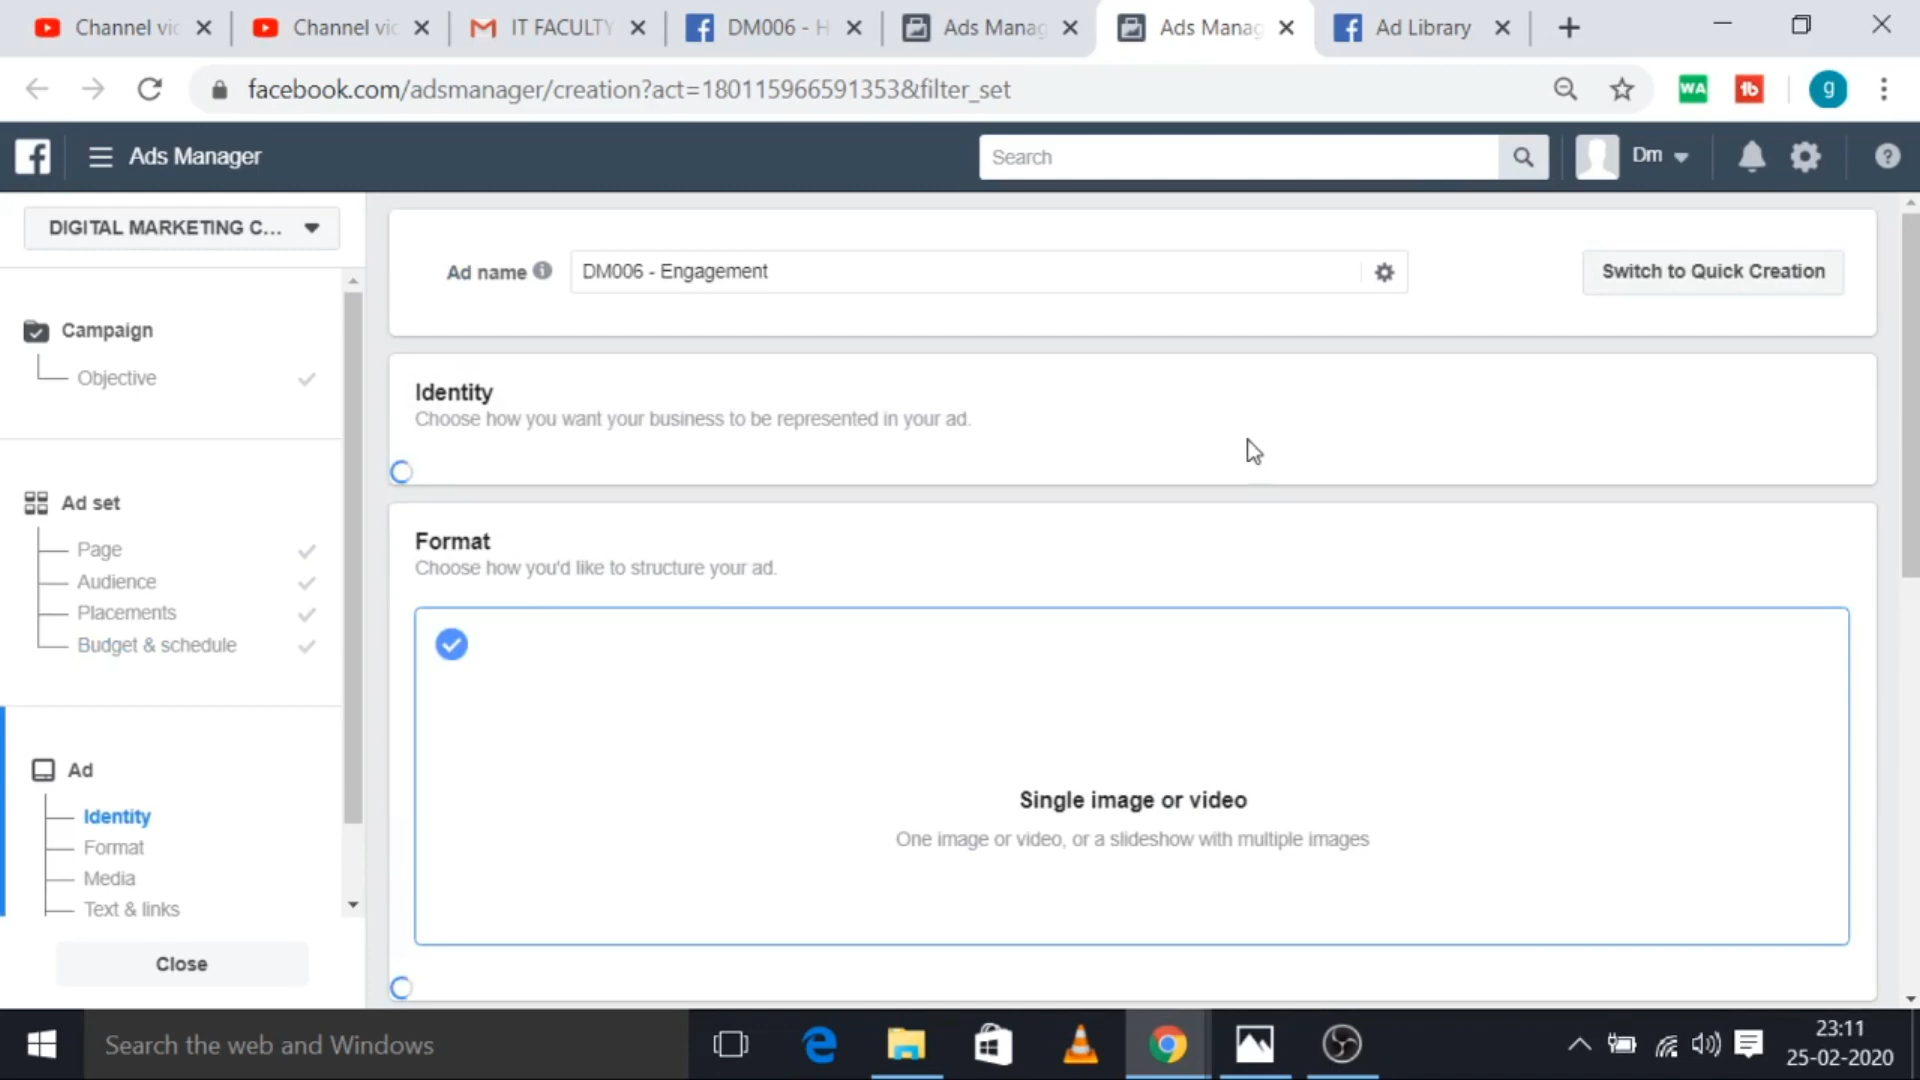 Channel vic
Channel vic
IT FACULTY
DM006 - H
Ads Manag
Ads Manag
Ad Library
facebook.com/adsmanager/creation?act=180115966591353&filter_set
WA
g
Ads Manager
Search
Dm
DIGITAL MARKETING C...
Ad name
DM006 - Engagement
Switch to Quick Creation
Campaign
Objective
Identity
Choose how you want your business to be represented in your ad.
Ad set
Page
Audience
Placements
Budget & schedule
Format
Choose how you'd like to structure your ad.
Single image or video
One image or video, or a slideshow with multiple images
Ad
Identity
Format
Media
Text & links
Close
Search the web and Windows
23:11
25-02-2020